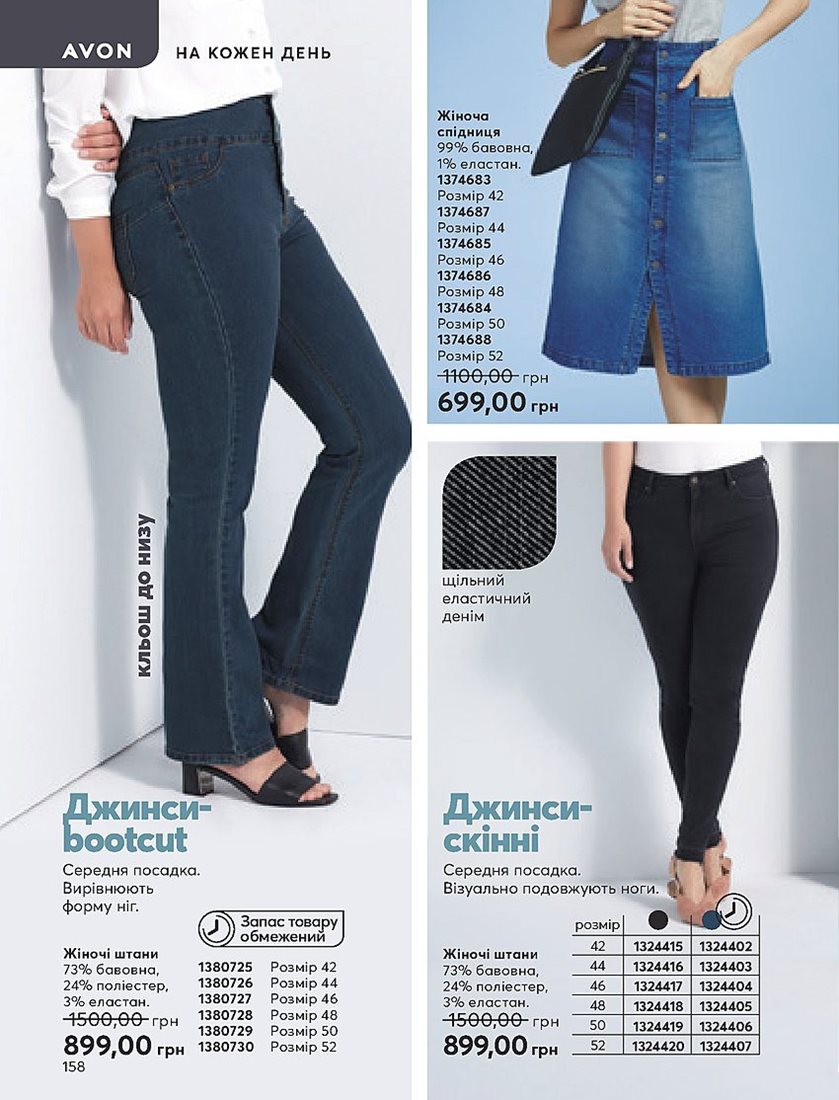 AVON
НА КОЖЕН ДЕНЬ
кльош до низу
Джинси-
bootcut
Середня посадка.
Вирівнюють
форму ніг.
Запас товару
обмежений
Жіночі штани
73% бавовна,
24% поліестер,
3% еластан.
1500,00 грн
899,00 грн
1380725 Розмір 42
1380726 Розмір 44
1380727 Розмір 46
1380728 Розмір 48
1380729 Розмір 50
1380730 Розмір 52
158
Жіноча
спідниця
99% бавовна,
1% еластан.
1374683
Розмір 42
1374687
Розмір 44
1374685
Розмір 46
1374686
Розмір 48
1374684
Розмір 50
1374688
Розмір 52
1100,00 грн
699,00 грн
щільний
еластичний
денім
Джинси-
скінні
Середня посадка.
Візуально подовжують ноги.
Жіночі штани
73% бавовна,
24% поліестер,
3% еластан.
1500,00 грн
899,00 грн
розмір
42 1324415 1324402
44 1324416 1324403
46 1324417 1324404
48 1324418 1324405
50 1324419 1324406
52 1324420 1324407